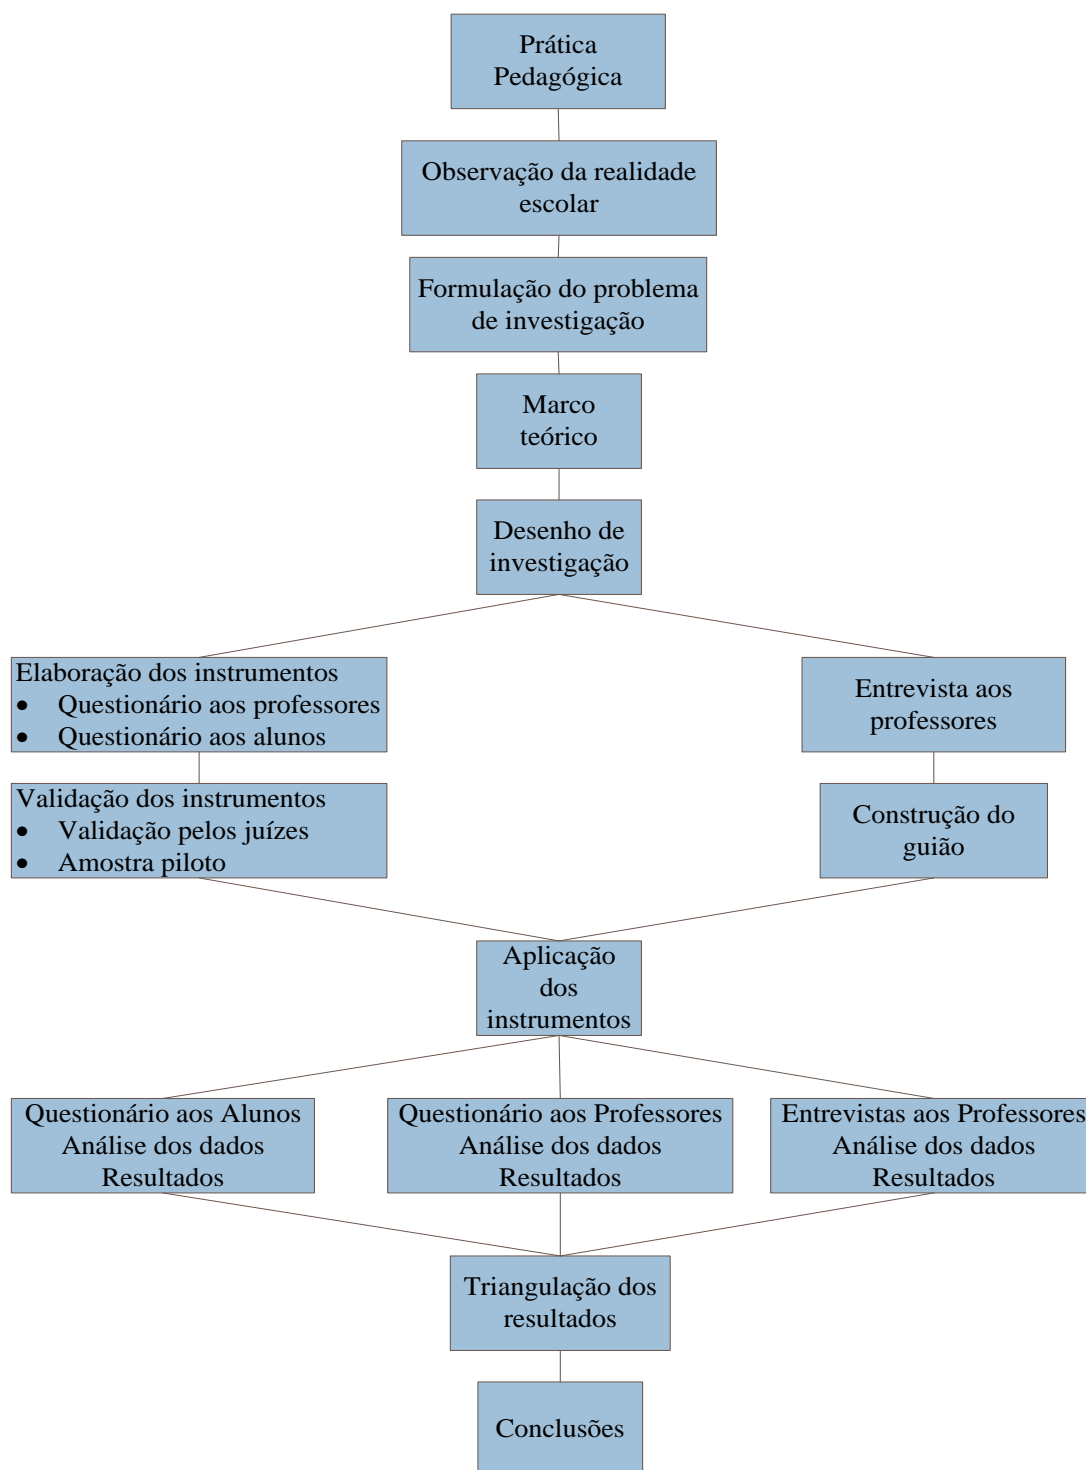 Prática
Pedagógica
Observação da realidade
escolar
Formulação do problema
de investigação
Marco
teórico
Desenho de
investigação
Elaboração dos instrumentos
• Questionário aos professores
• Questionário aos alunos
Entrevista aos
professores
Validação dos instrumentos
• Validação pelos juízes
• Amostra piloto
Construção do
guião
Aplicação
dos
instrumentos
Questionário aos Alunos
Análise dos dados
Resultados
Questionário aos Professores
Análise dos dados
Resultados
Entrevistas aos Professores
Análise dos dados
Resultados
Triangulação dos
resultados
Conclusões